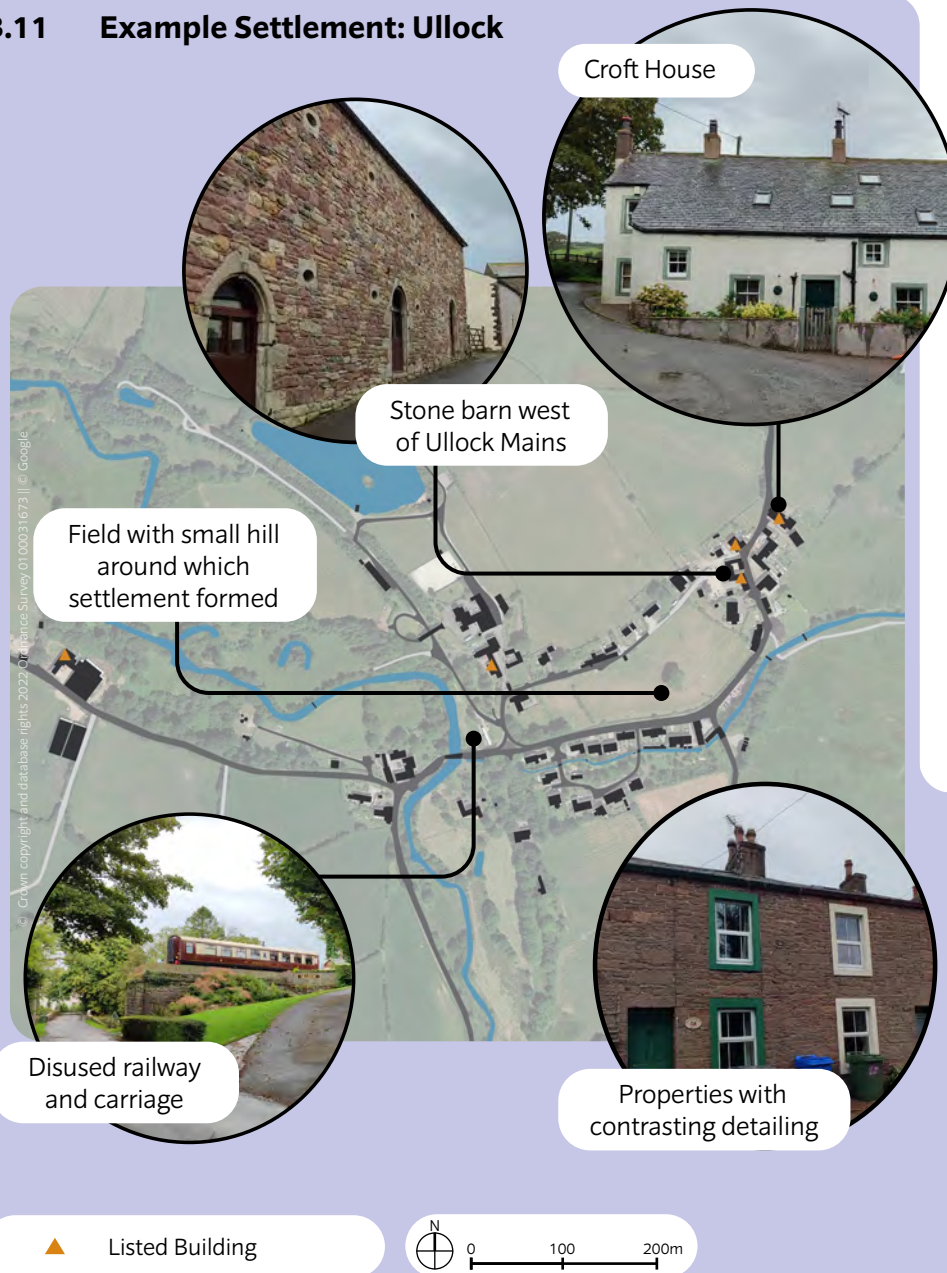 3.11 Example Settlement: Ullock
Croft House
Stone barn west
of Ullock Mains
Field with small hill
around which
settlement formed
© Crown copyright and database rights 2022 Ordnance Survey 0100031673 || © Google
Disused railway
and carriage
Properties with
contrasting detailing
Listed Building
N
0 100 200m